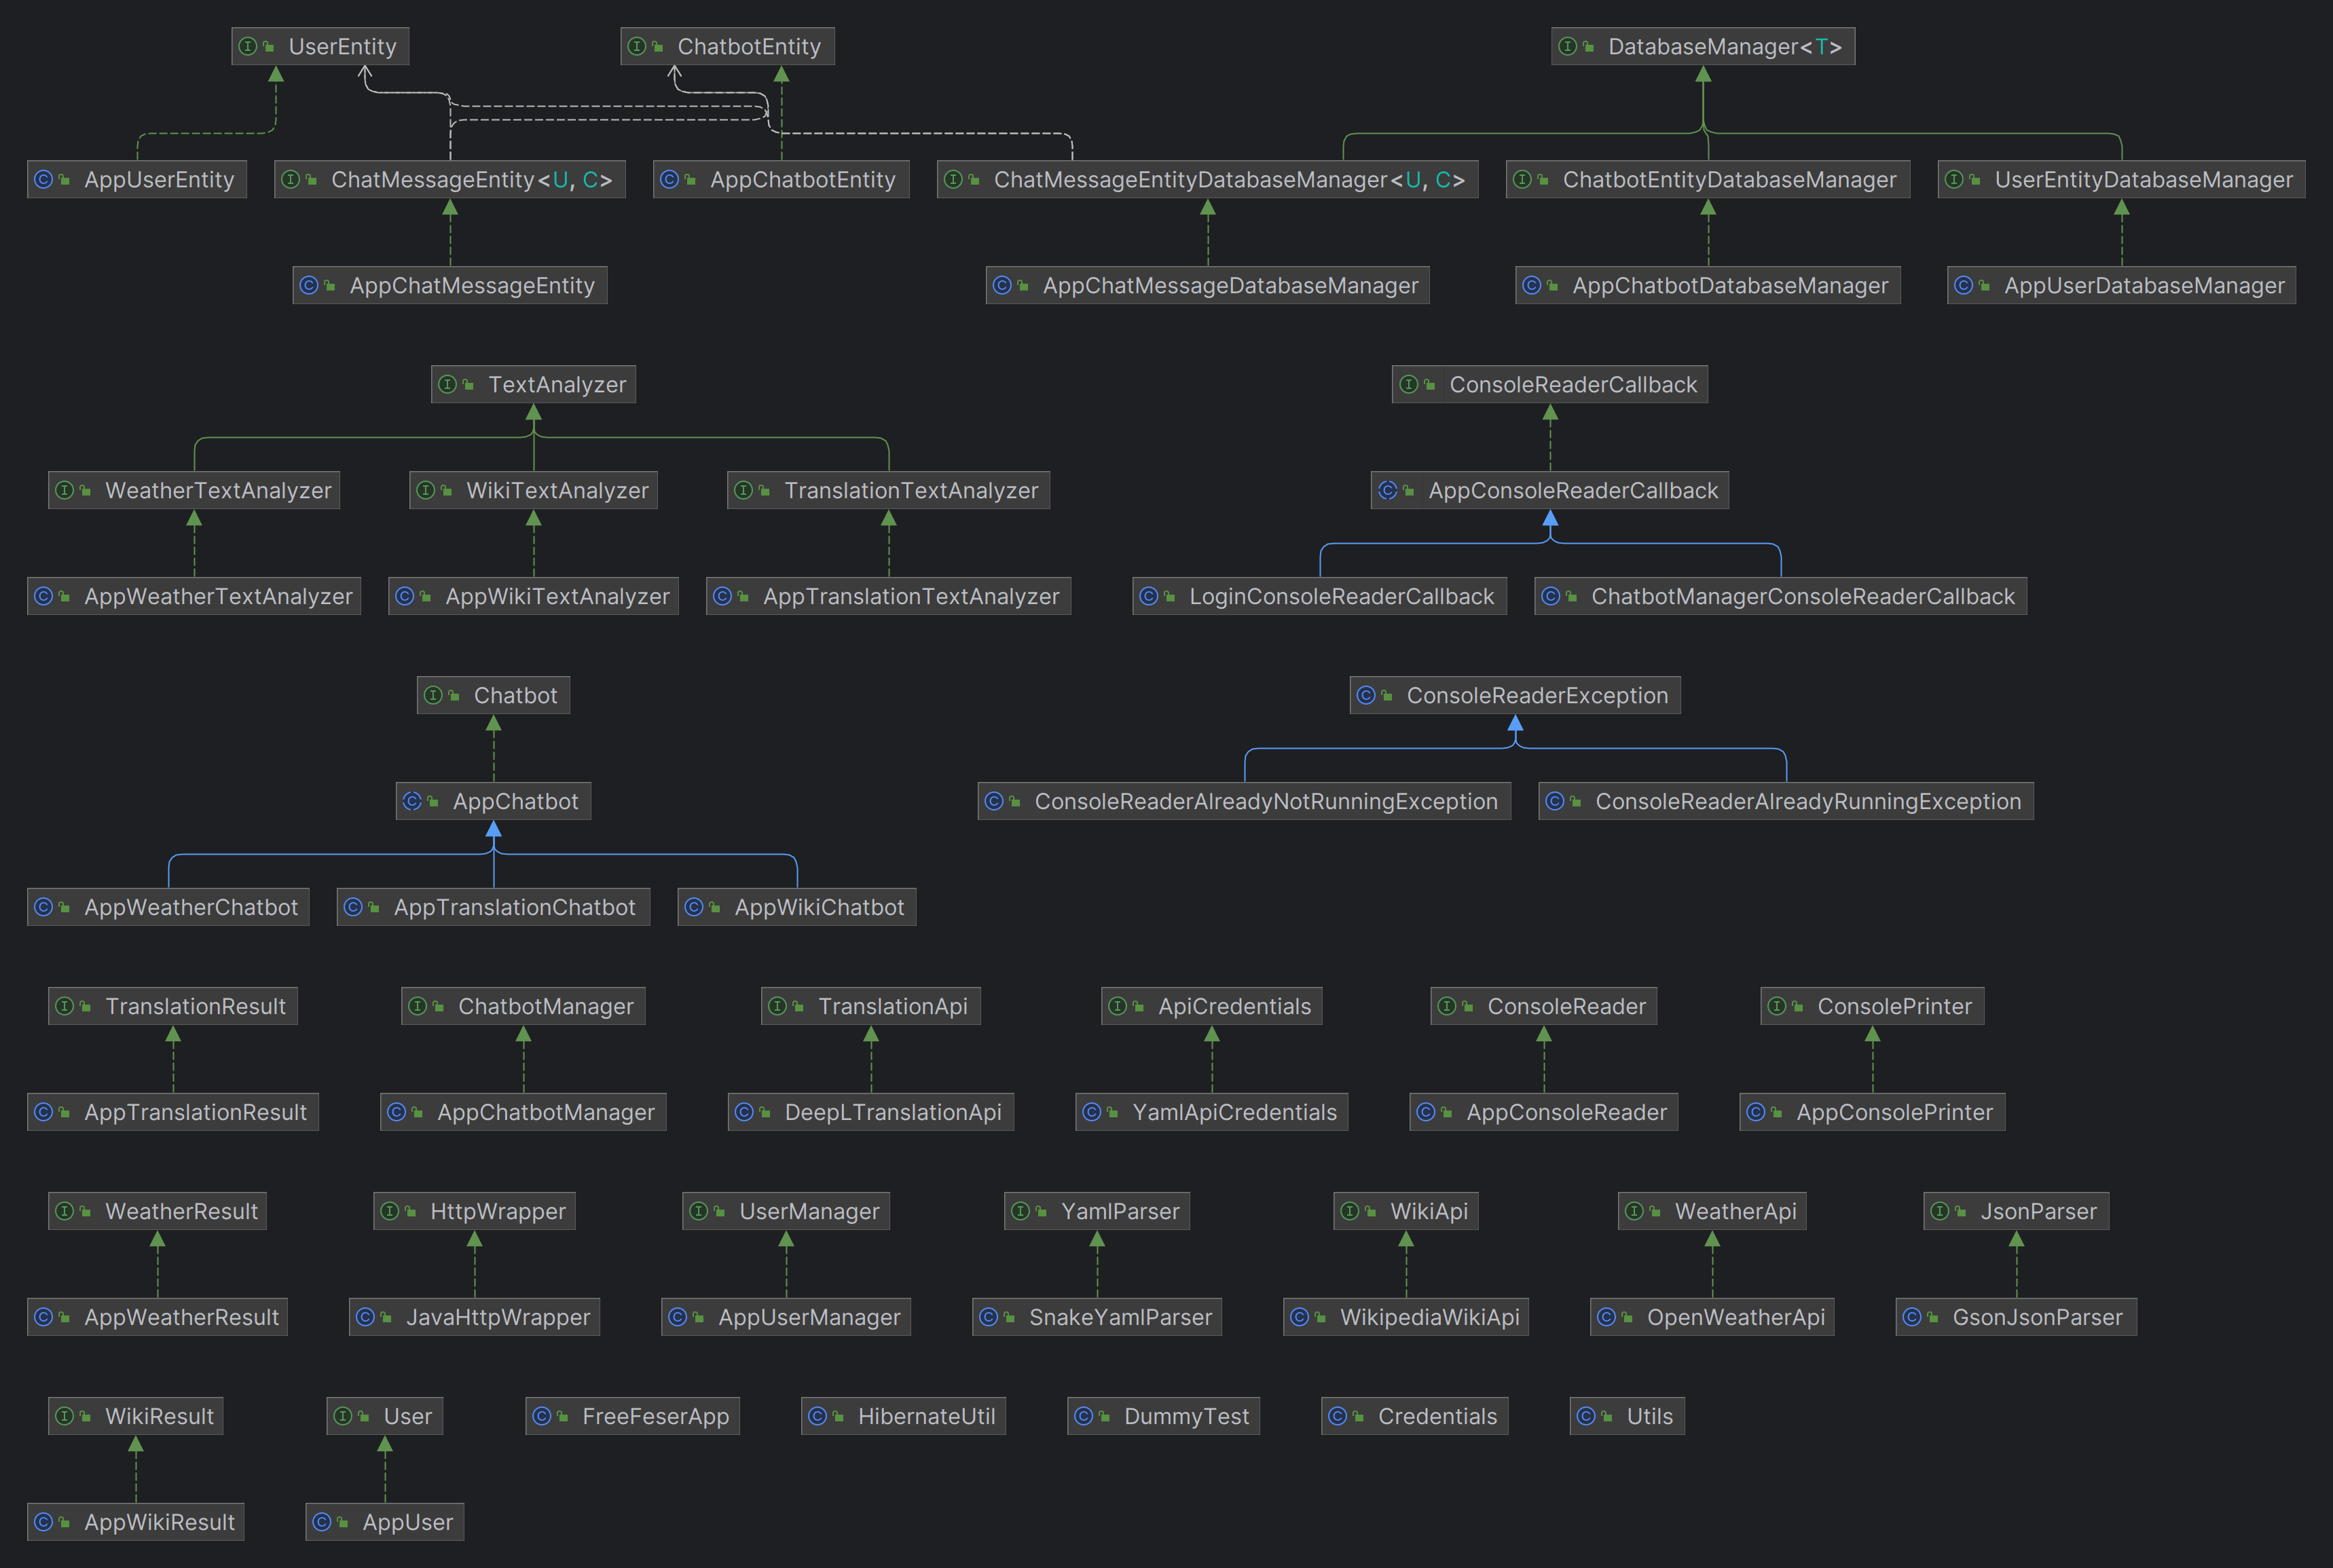 UserEntity
ChatbotEntity
DatabaseManager<T>
AppUserEntity
ChatMessageEntity<U, C>
AppChatbotEntity
ChatMessageEntityDatabaseManager<U, C>
ChatbotEntityDatabaseManager
UserEntityDatabaseManager
AppChatMessageEntity
AppChatMessageDatabaseManager
AppChatbotDatabaseManager
AppUserDatabaseManager
TextAnalyzer
ConsoleReaderCallback
WeatherTextAnalyzer
WikiTextAnalyzer
TranslationTextAnalyzer
AppConsoleReaderCallback
AppWeatherTextAnalyzer
AppWikiTextAnalyzer
AppTranslationTextAnalyzer
LoginConsoleReaderCallback
ChatbotManagerConsoleReaderCallback
Chatbot
ConsoleReaderException
AppChatbot
ConsoleReaderAlreadyNotRunningException
ConsoleReaderAlreadyRunningException
AppWeatherChatbot
AppTranslationChatbot
AppWikiChatbot
TranslationResult
ChatbotManager
TranslationApi
ApiCredentials
ConsoleReader
ConsolePrinter
AppTranslationResult
AppChatbotManager
DeepLTranslationApi
YamlApiCredentials
AppConsoleReader
AppConsolePrinter
WeatherResult
HttpWrapper
UserManager
YamlParser
WikiApi
WeatherApi
JsonParser
AppWeatherResult
JavaHttpWrapper
AppUserManager
SnakeYamlParser
WikipediaWikiApi
OpenWeatherApi
GsonJsonParser
WikiResult
User
FreeFeserApp
HibernateUtil
DummyTest
Credentials
Utils
AppWikiResult
AppUser